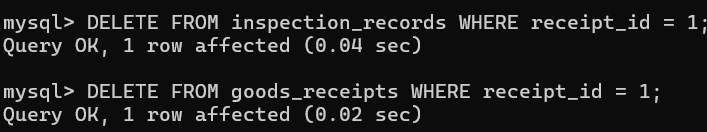 mysql> DELETE FROM inspection_records WHERE receipt_id = 1;
Query OK, 1 row affected (0.04 sec)
mysql> DELETE FROM goods_receipts WHERE receipt_id = 1;
Query OK, 1 row affected (0.02 sec)